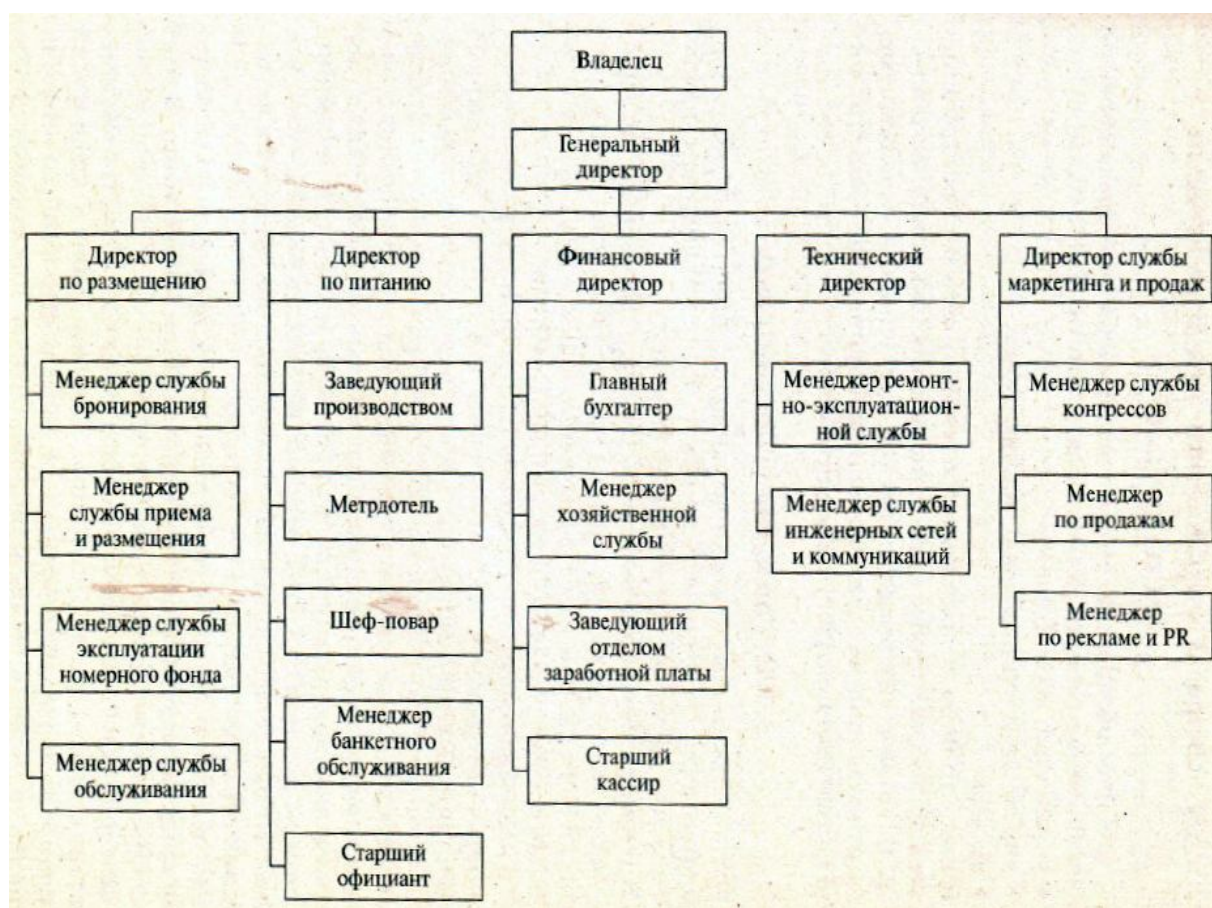 Владелец
Генеральный
директор
Директор
по размещению
Менеджер службы
бронирования
Менеджер
службы приема
и размещения
Менеджер службы
эксплуатации
номерного фонда
Менеджер службы
обслуживания
Директор
по питанию
Заведующий
производством
Метрдотель
Шеф-повар
Менеджер
банкетного
обслуживания
Старший
официант
Финансовый
директор
Главный
бухгалтер
Менеджер
хозяйственной
службы
Заведующий
отделом
заработной платы
Старший
кассир
Технический
директор
Менеджер ремонт-
но-эксплуатацион-
ной службы
Менеджер службы
инженерных сетей
и коммуникаций
Директор службы
маркетинга и продаж
Менеджер службы
конгрессов
Менеджер
по продажам
Менеджер
по рекламе и PR